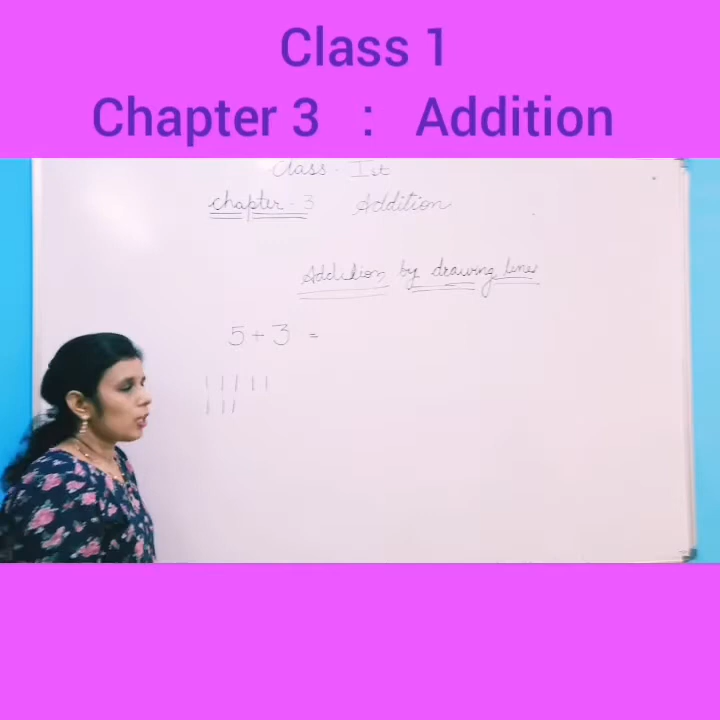 Class 1
Chapter 3 : Addition
Class - Ist
Chapter - 3 Addition
Addition by drawing lines
5 + 3 =
| | | | |
| | |